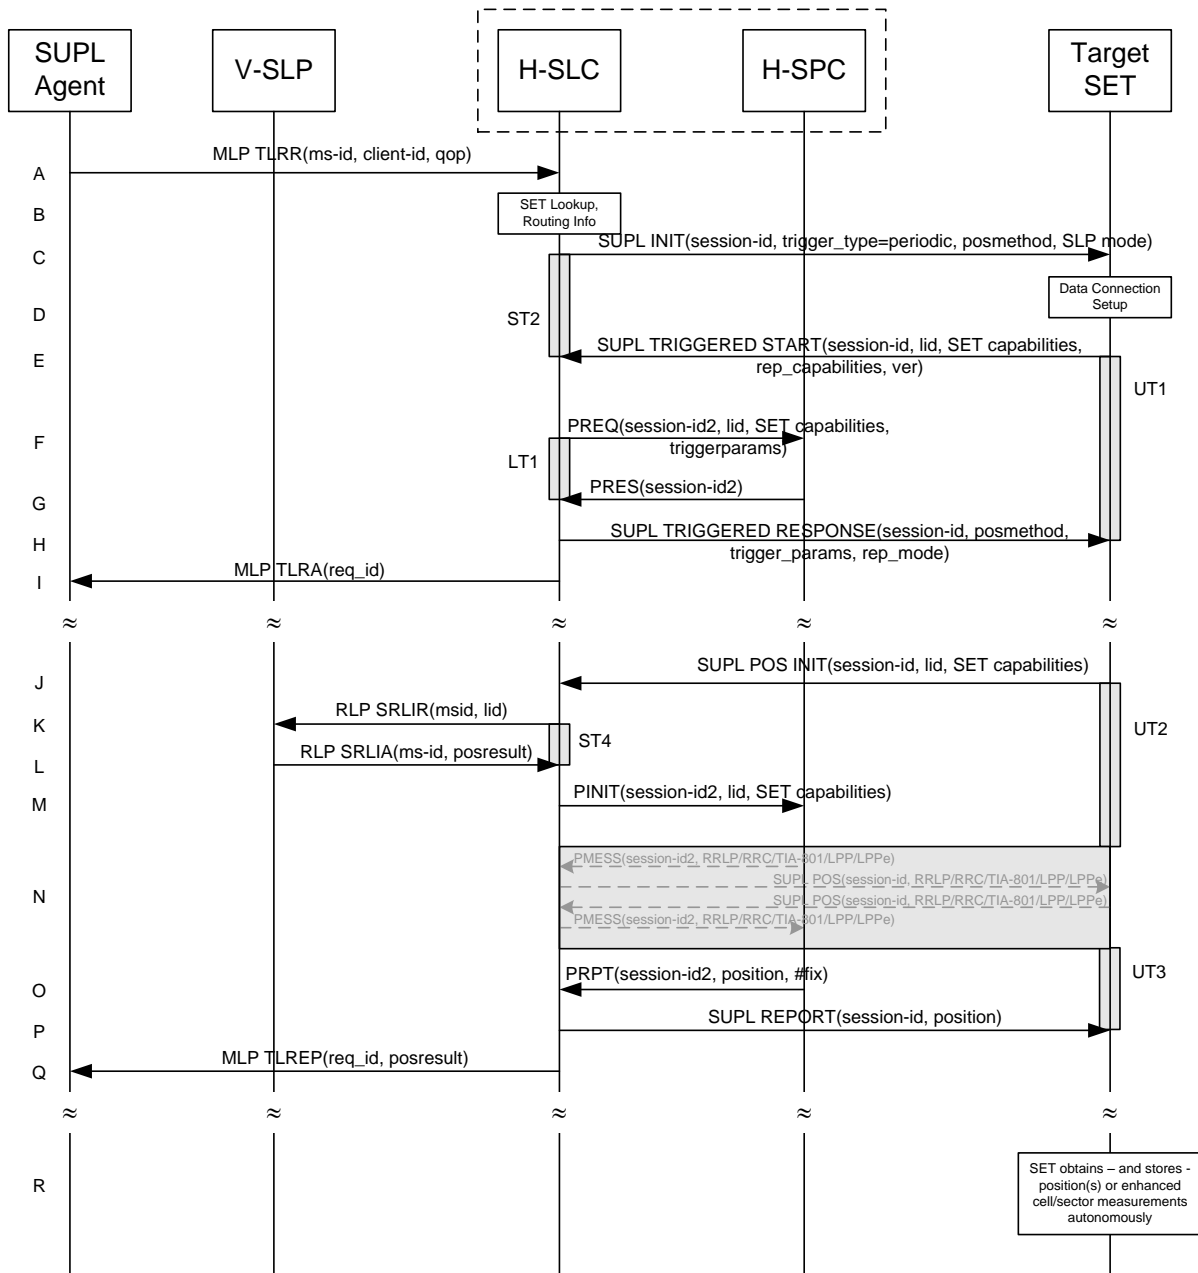 SUPL
Agent
V-SLP
H-SLC
H-SPC
Target
SET
A
MLP TLRR(ms-id, client-id, qop)
B
SET Lookup,
Routing Info
C
SUPL INIT(session-id, trigger_type=periodic, posmethod, SLP mode)
Data Connection
Setup
D
ST2
E
SUPL TRIGGERED START(session-id, lid, SET capabilities,
rep_capabilities, ver)
UT1
F
PREQ(session-id2, lid, SET capabilities,
triggerparams)
LT1
G
PRES(session-id2)
H
SUPL TRIGGERED RESPONSE(session-id, posmethod,
trigger_params, rep_mode)
I
MLP TLRA(req_id)
≈ ≈ ≈ ≈ ≈
J
SUPL POS INIT(session-id, lid, SET capabilities)
K
RLP SRLIR(msid, lid)
ST4
UT2
L
RLP SRLIA(ms-id, posresult)
M
PINIT(session-id2, lid, SET capabilities)
N
PMESS(session-id2, RRLP/RRC/TIA-801/LPP/LPPe)
SUPL POS(session-id, RRLP/RRC/TIA-801/LPP/LPPe)
SUPL POS(session-id, RRLP/RRC/TIA-801/LPP/LPPe)
PMESS(session-id2, RRLP/RRC/TIA-801/LPP/LPPe)
O
PRPT(session-id2, position, #fix)
UT3
P
SUPL REPORT(session-id, position)
Q
MLP TLREP(req_id, posresult)
≈ ≈ ≈ ≈ ≈
R
SET obtains – and stores -
position(s) or enhanced
cell/sector measurements
autonomously